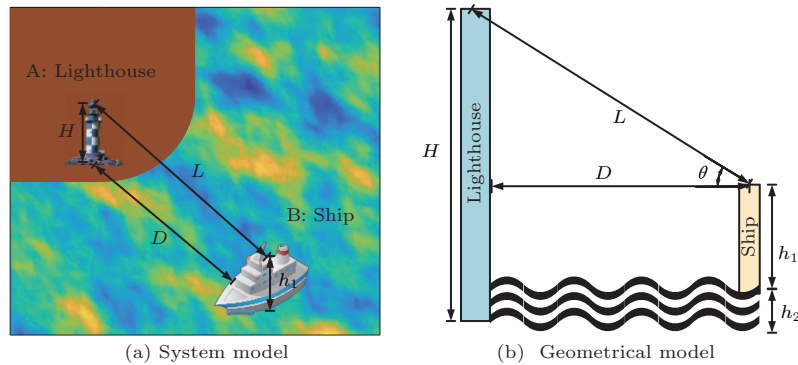 A: Lighthouse
H
L
D
B: Ship
h₁
(a) System model
H
Lighthouse
L
θ
D
Ship
h₁
h₂
(b) Geometrical model